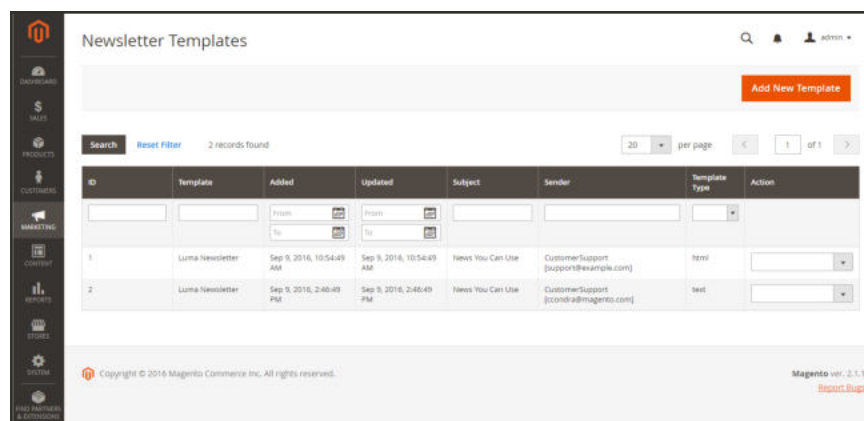 Newsletter Templates
admin
Add New Template
Search Reset Filter 2 records found 20 per page 1 of 1
ID Template Added Updated Subject Sender Template Type Action
From From
To To
1 Luma Newsletter Sep 9, 2016, 10:54:49 AM Sep 9, 2016, 10:54:49 AM News You Can Use CustomerSupport [support@example.com] html
2 Luma Newsletter Sep 9, 2016, 2:46:49 PM Sep 9, 2016, 2:46:49 PM News You Can Use CustomerSupport [ccondra@magento.com] text
DASHBOARD
SALES
PRODUCTS
CUSTOMERS
MARKETING
CONTENT
REPORTS
STORES
SYSTEM
FIND PARTNERS
& EXTENSIONS
Copyright © 2016 Magento Commerce Inc. All rights reserved.
Magento ver. 2.1.1
Report Bugs